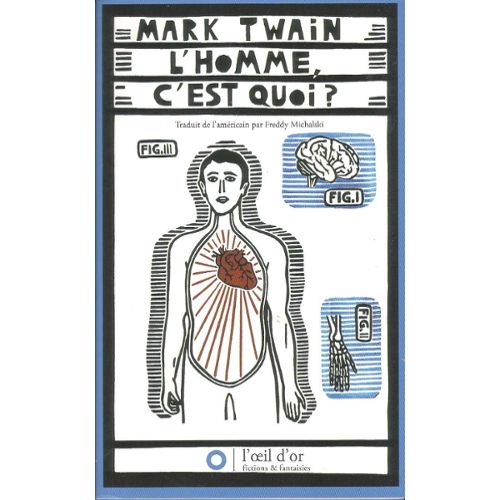 MARK TWAiN
L'HOMME,
C'EST QUOi?
Traduit de l'américain par Freddy Michalski
FIG.III
FIG.I
FIG.II
l'œil d'or
fictions & fantaisies